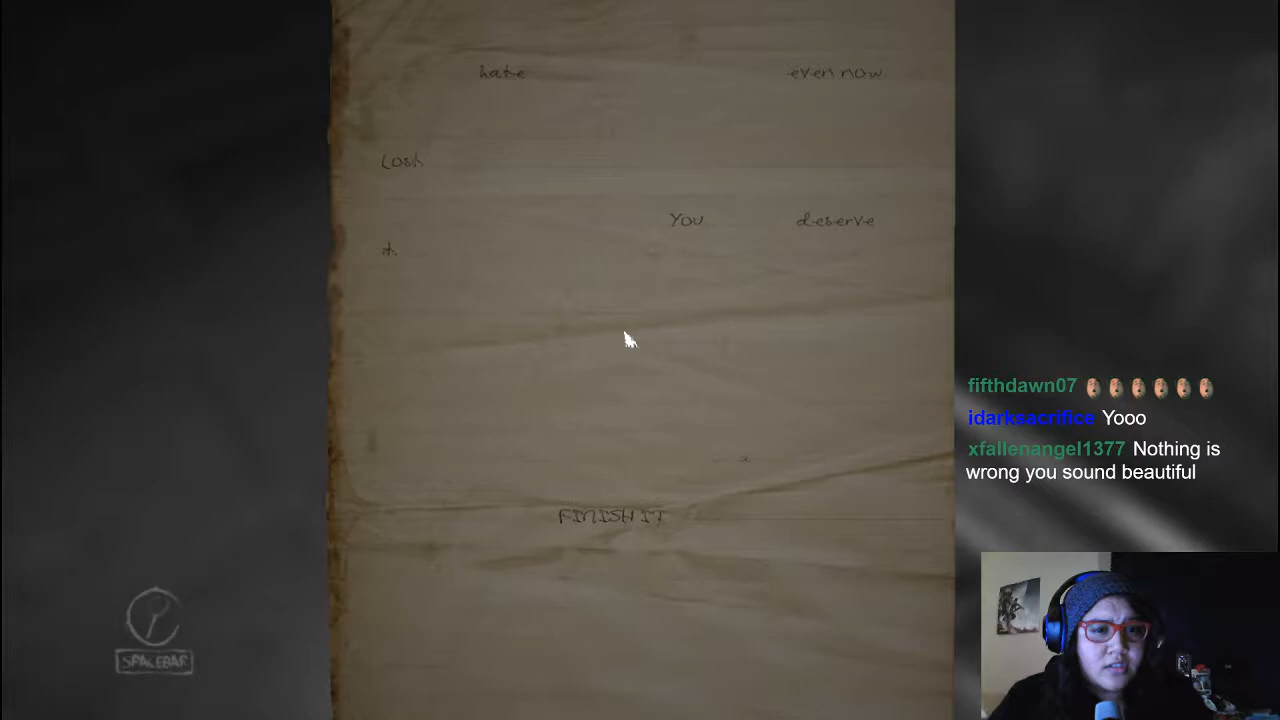 hate even now
Lost
You deserve
it.
FINISH IT
SPACEBAR
fifthdawn07
idarksacrifice Yooo
xfallenangel1377 Nothing is
wrong you sound beautiful